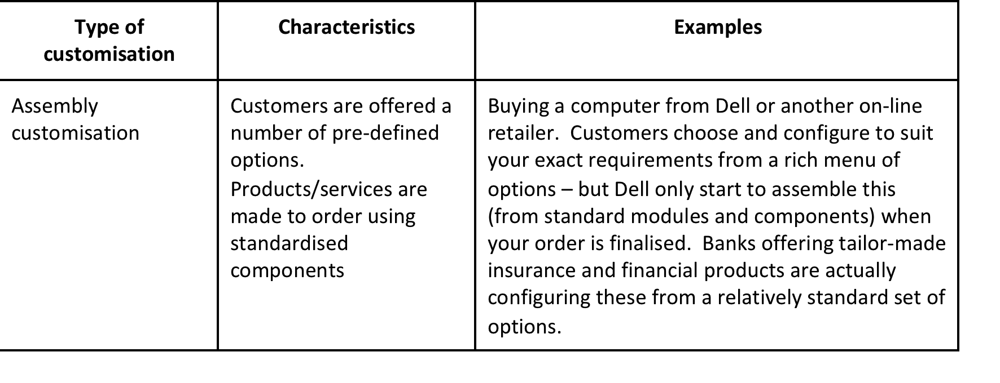 Type of
customisation
Characteristics
Examples
Assembly
customisation
Customers are offered a
number of pre-defined
options.
Products/services are
made to order using
standardised
components
Buying a computer from Dell or another on-line
retailer.  Customers choose and configure to suit
your exact requirements from a rich menu of
options – but Dell only start to assemble this
(from standard modules and components) when
your order is finalised.  Banks offering tailor-made
insurance and financial products are actually
configuring these from a relatively standard set of
options.